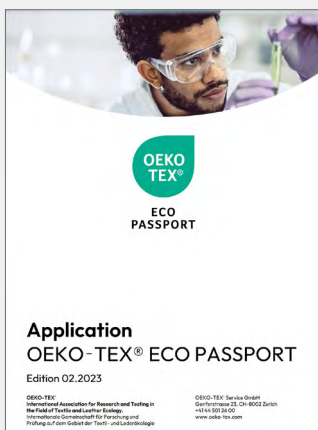 OEKO
TEX®
ECO
PASSPORT
Application
OEKO-TEX® ECO PASSPORT
Edition 02.2023
OEKO-TEX®
International Association for Research and Testing in
the Field of Textile and Leather Ecology.
Internationale Gemeinschaft für Forschung und
Prüfung auf dem Gebiet der Textil- und Lederökologie
OEKO-TEX® Service GmbH
Genferstrasse 23, CH-8002 Zurich
+41 44 501 26 00
www.oeko-tex.com